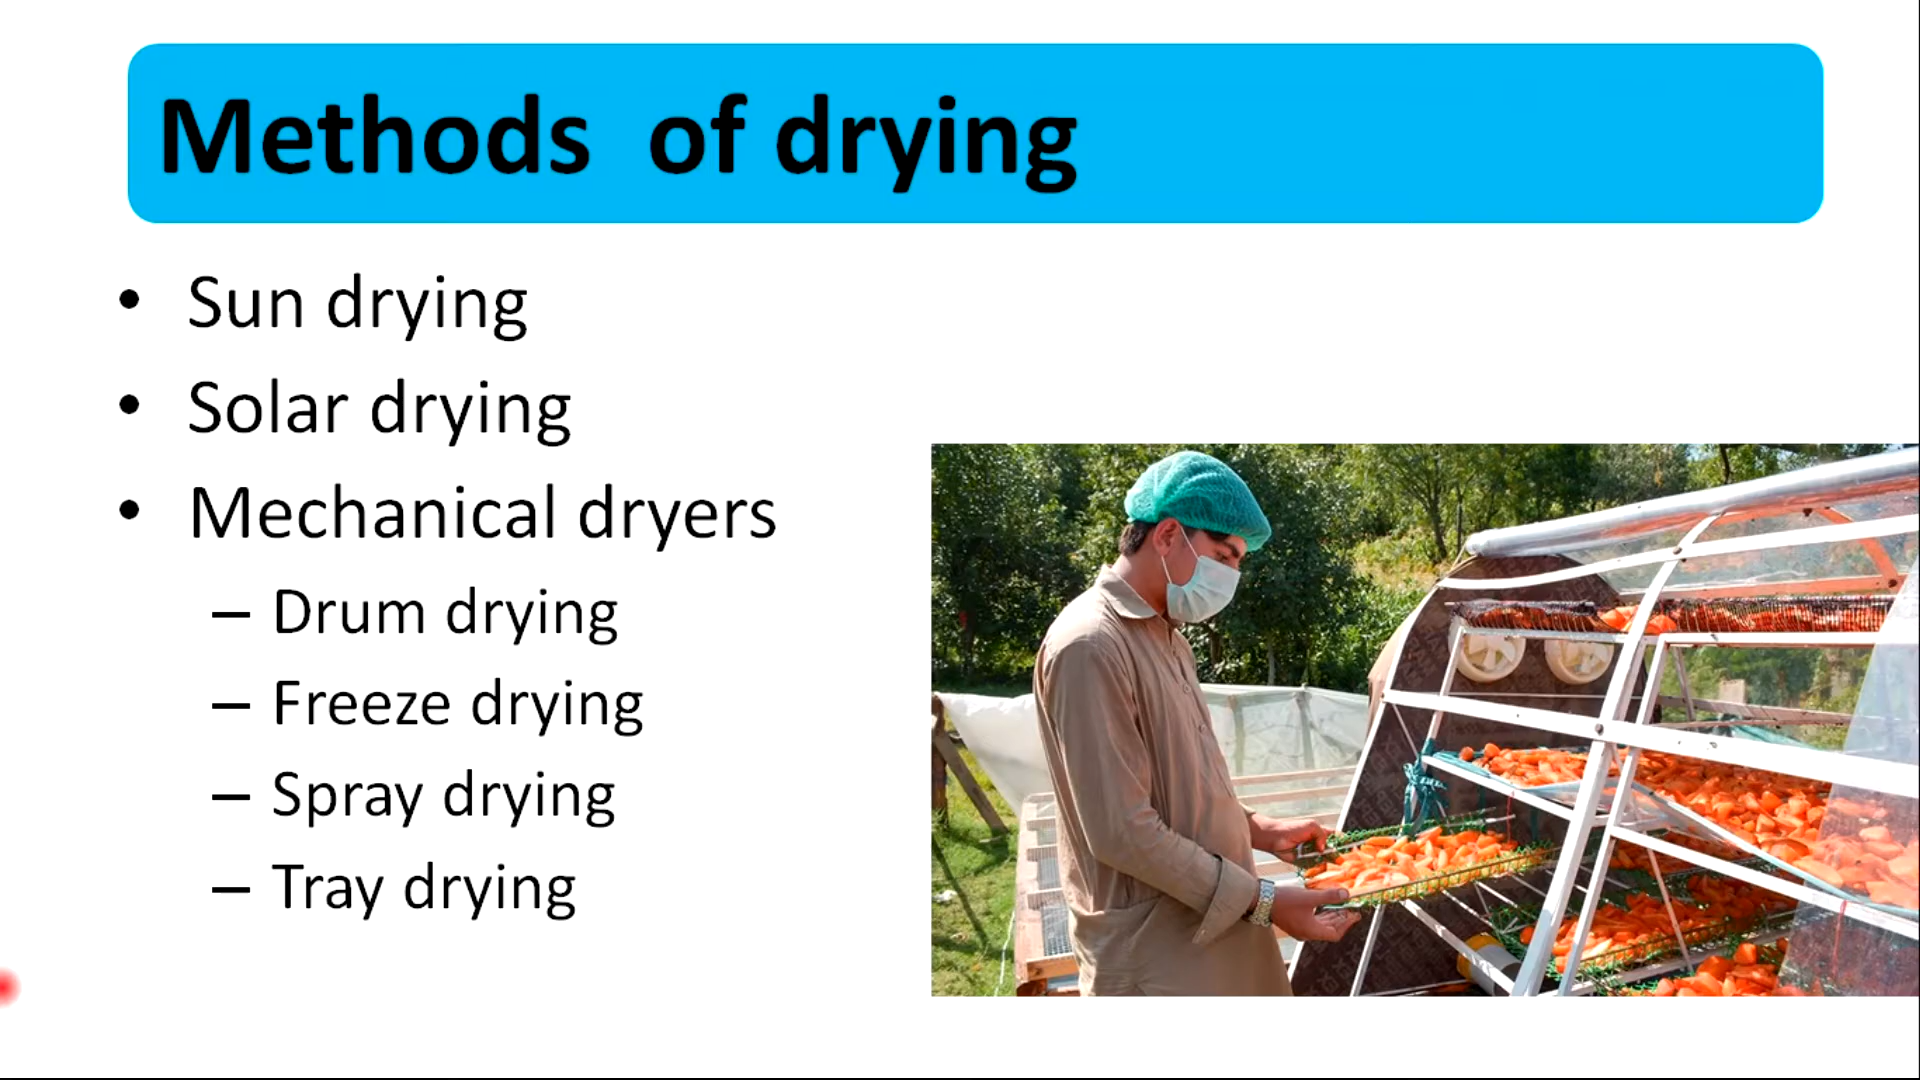 Methods  of drying
• Sun drying
• Solar drying
• Mechanical dryers
– Drum drying
– Freeze drying
– Spray drying
– Tray drying